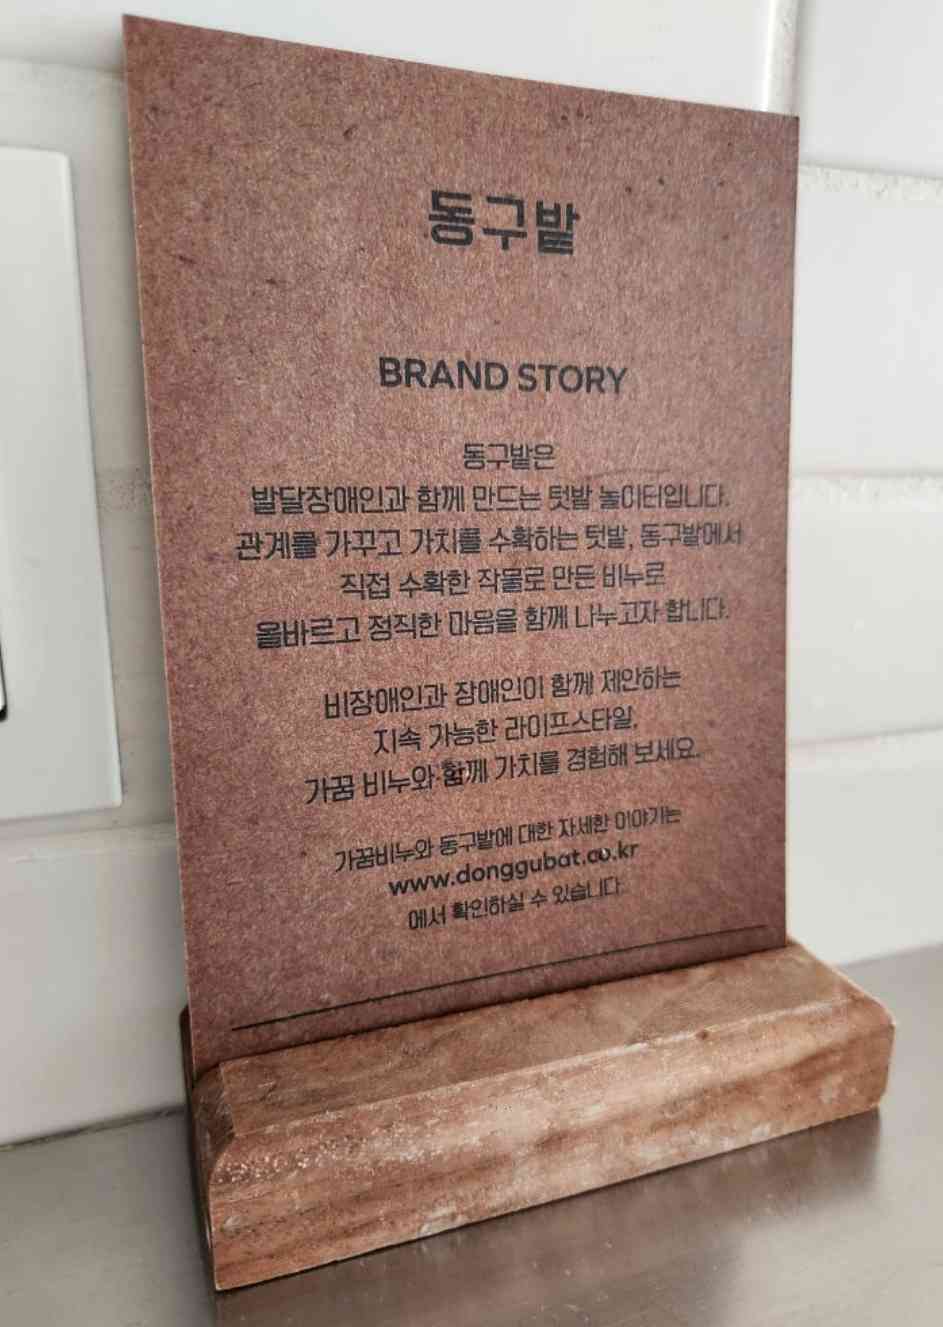 동구밭
BRAND STORY
동구밭은
발달장애인과 함께 만드는 텃밭 놀이터입니다.
관계를 가꾸고 가치를 수확하는 텃밭, 동구밭에서
직접 수확한 작물로 만든 비누로
올바르고 정직한 마음을 함께 나누고자 합니다.
비장애인과 장애인이 함께 제안하는
지속 가능한 라이프스타일,
가꿈 비누와 함께 가치를 경험해 보세요.
가꿈비누와 동구밭에 대한 자세한 이야기는
www.donggubat.co.kr
에서 확인하실 수 있습니다.